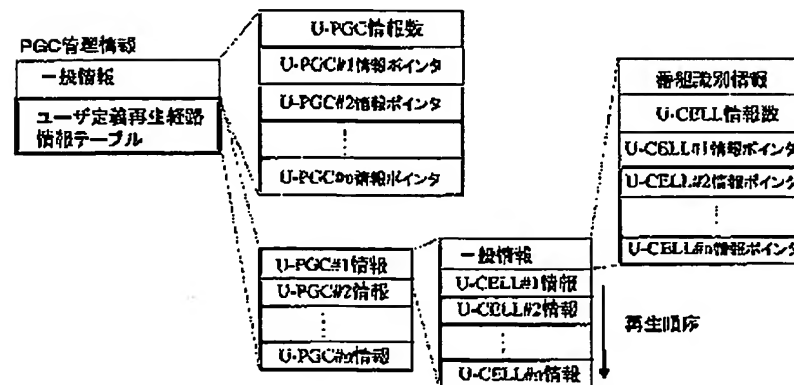 PGC管理情報
一般情報
ユーザ定義再生経路
情報テーブル
U-PGC情報数
U-PGC#1情報ポインタ
U-PGC#2情報ポインタ
U-PGC#n情報ポインタ
U-PGC#1情報
U-PGC#2情報
U-PGC#n情報
一般情報
U-CELL#1情報
U-CELL#2情報
U-CELL#n情報
番組識別情報
U-CELL情報数
U-CELL#1情報ポインタ
U-CELL#2情報ポインタ
U-CELL#n情報ポインタ
再生順序